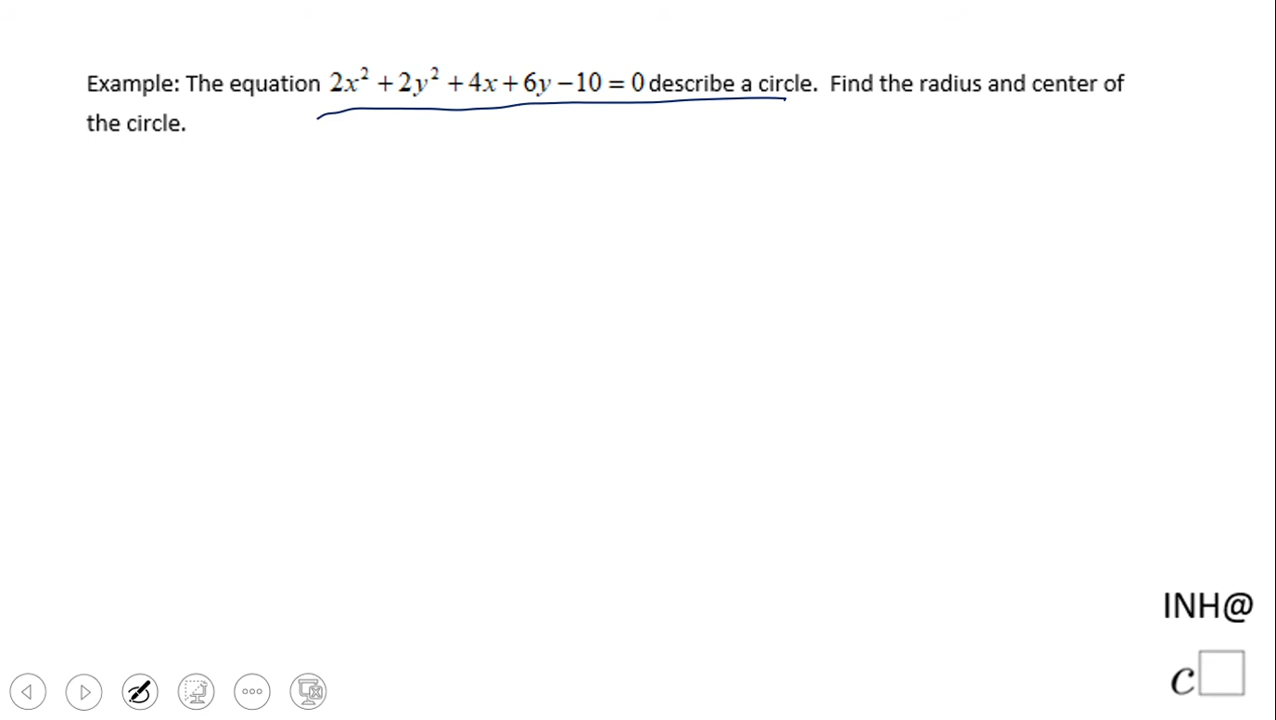 Example: The equation 2x² + 2y² + 4x + 6y − 10 = 0 describe a circle. Find the radius and center of
the circle.
INH@
c□